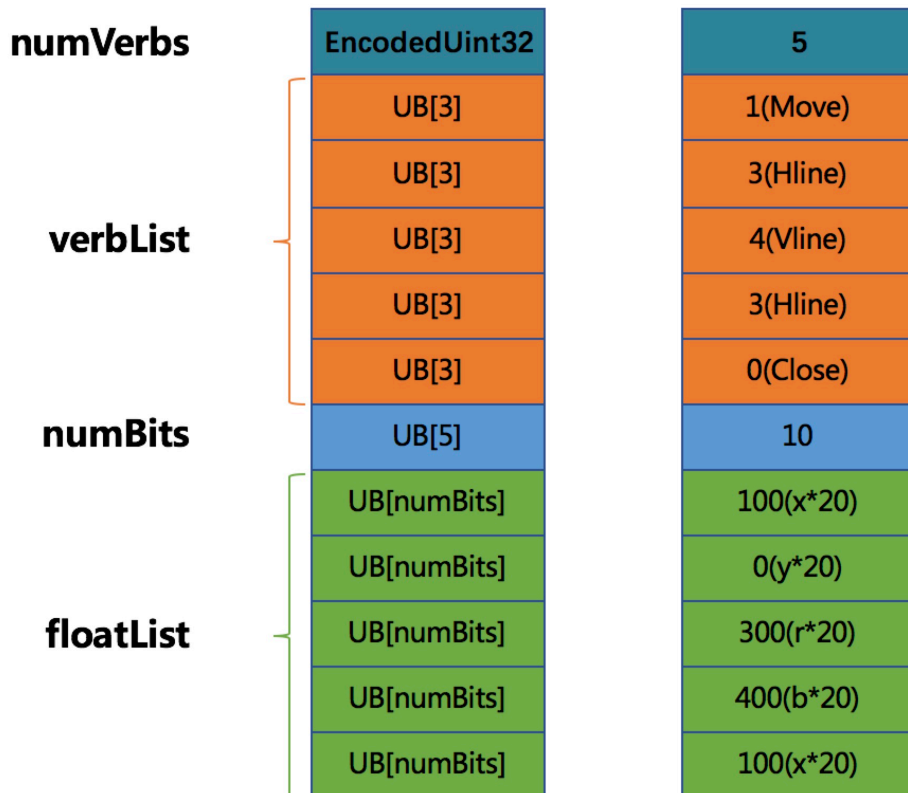 numVerbs EncodedUint32 5
UB[3] 1(Move)
UB[3] 3(Hline)
verbList UB[3] 4(Vline)
UB[3] 3(Hline)
UB[3] 0(Close)
numBits UB[5] 10
UB[numBits] 100(x*20)
UB[numBits] 0(y*20)
floatList UB[numBits] 300(r*20)
UB[numBits] 400(b*20)
UB[numBits] 100(x*20)